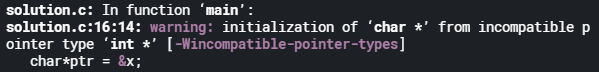 solution.c: In function ‘main’:
solution.c:16:14: warning: initialization of ‘char *’ from incompatible p
ointer type ‘int *’ [-Wincompatible-pointer-types]
   char*ptr = &x;